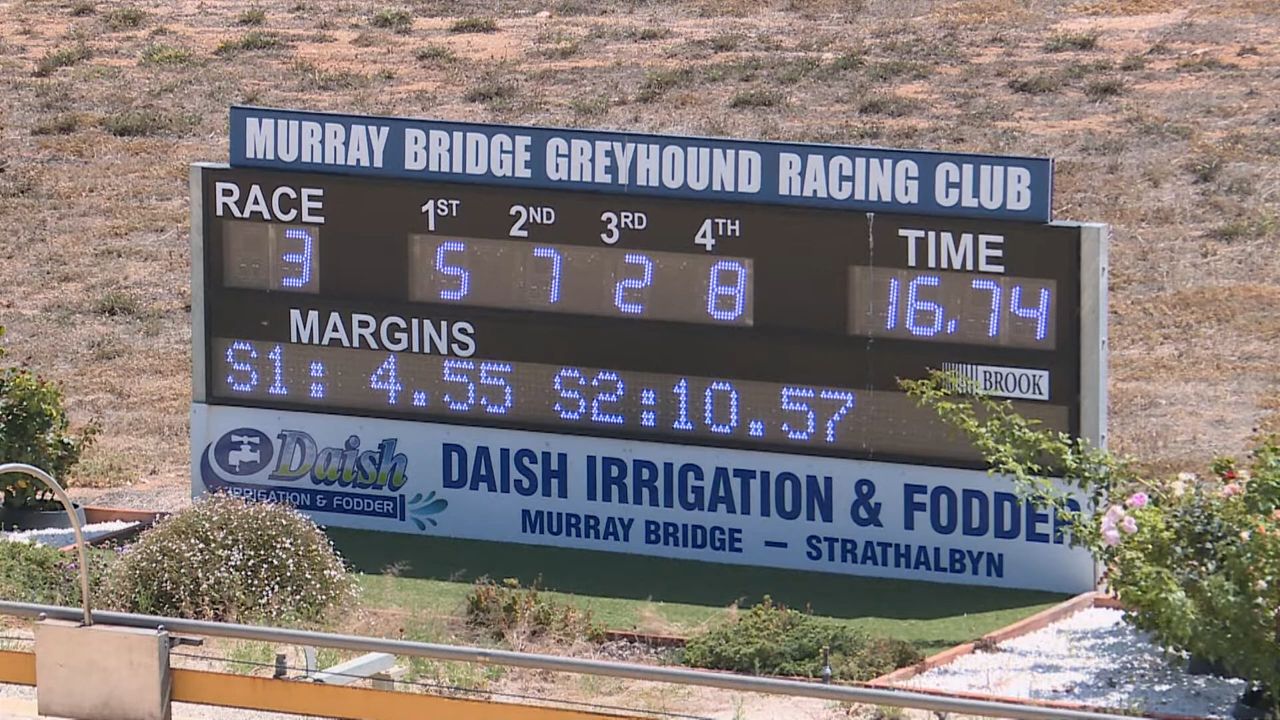 MURRAY BRIDGE GREYHOUND RACING CLUB
RACE 1ST 2ND 3RD 4TH TIME
3 5 7 2 8 16.74
MARGINS
S1: 4.55 S2:10.57
BROOK
Daish
IRRIGATION & FODDER
DAISH IRRIGATION & FODDER
MURRAY BRIDGE – STRATHALBYN